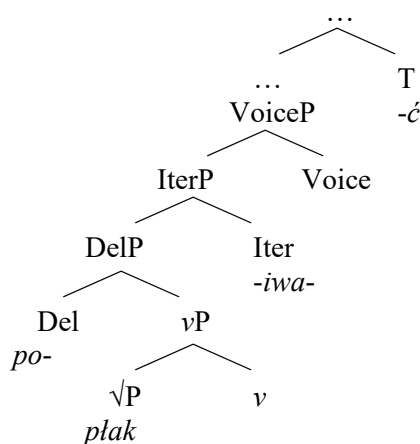 …
T
… -ć
VoiceP
IterP Voice
DelP Iter
-iwa-
Del vP
po-
√P v
płak